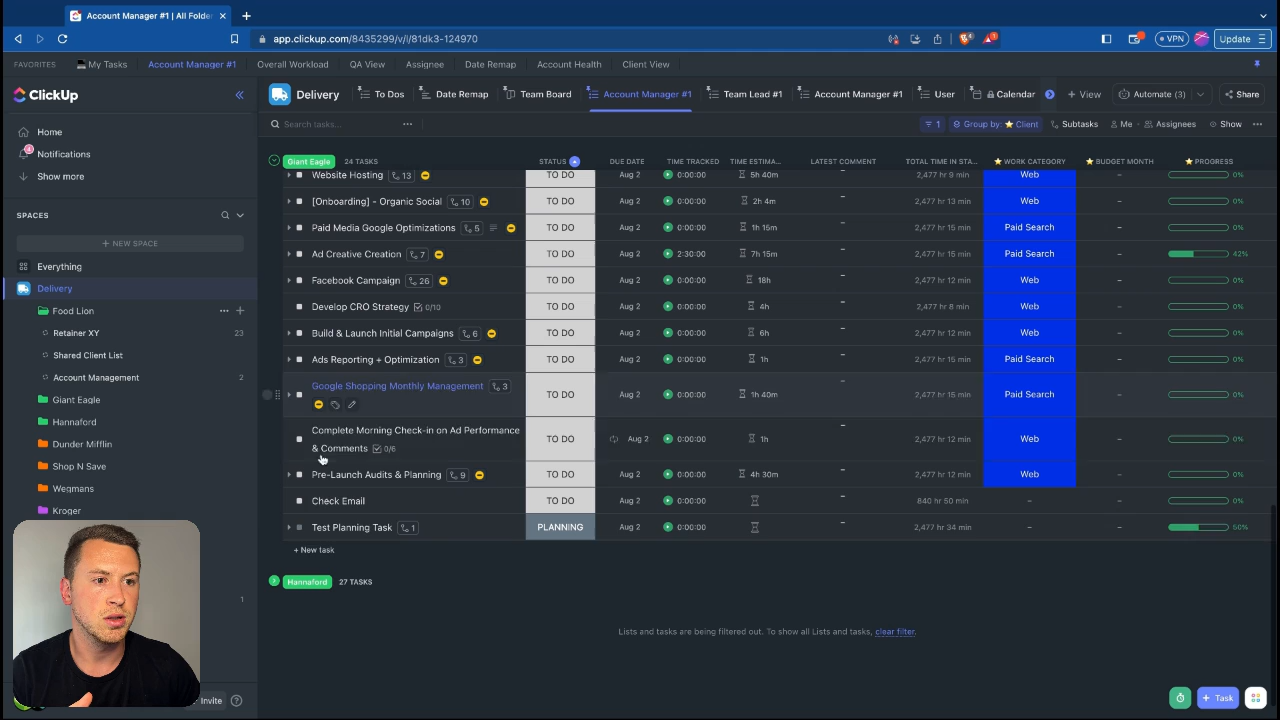 Account Manager #1 | All Folder
app.clickup.com/8435299/v/l/81dk3-124970
VPN
Update
FAVORITES
My Tasks
Account Manager #1
Overall Workload
QA View
Assignee
Date Remap
Account Health
Client View
ClickUp
Delivery
To Dos
Date Remap
Team Board
Account Manager #1
Team Lead #1
Account Manager #1
User
Calendar
+ View
Automate (3)
Share
Search tasks...
1
Group by: Client
Subtasks
Me
Assignees
Show
Home
Notifications
4
Show more
SPACES
+ NEW SPACE
Everything
Delivery
Food Lion
Retainer XY 23
Shared Client List
Account Management 2
Giant Eagle
Hannaford
Dunder Mifflin
Shop N Save
Wegmans
Kroger
1
Invite
Giant Eagle 24 TASKS STATUS DUE DATE TIME TRACKED TIME ESTIMA... LATEST COMMENT TOTAL TIME IN STA... WORK CATEGORY BUDGET MONTH PROGRESS
Website Hosting 13 TO DO Aug 2 0:00:00 5h 40m – 2,477 hr 9 min Web – 0%
[Onboarding] - Organic Social 10 TO DO Aug 2 0:00:00 2h 4m – 2,477 hr 13 min Web – 0%
Paid Media Google Optimizations 5 TO DO Aug 2 0:00:00 1h 15m – 2,477 hr 15 min Paid Search – 0%
Ad Creative Creation 7 TO DO Aug 2 2:30:00 7h 15m – 2,477 hr 16 min Paid Search – 42%
Facebook Campaign 26 TO DO Aug 2 0:00:00 18h – 2,477 hr 12 min Web – 0%
Develop CRO Strategy 0/10 TO DO Aug 2 0:00:00 4h – 2,477 hr 8 min Web – 0%
Build & Launch Initial Campaigns 6 TO DO Aug 2 0:00:00 6h – 2,477 hr 12 min Web – 0%
Ads Reporting + Optimization 3 TO DO Aug 2 0:00:00 1h – 2,477 hr 15 min Paid Search – 0%
Google Shopping Monthly Management 3 TO DO Aug 2 0:00:00 1h 40m – 2,477 hr 15 min Paid Search – 0%
Complete Morning Check-in on Ad Performance
& Comments 0/6 TO DO Aug 2 0:00:00 1h – 2,477 hr 12 min Web – 0%
Pre-Launch Audits & Planning 9 TO DO Aug 2 0:00:00 4h 30m – 2,477 hr 12 min Web – 0%
Check Email TO DO Aug 2 0:00:00 – 840 hr 50 min – – 0%
Test Planning Task 1 PLANNING Aug 2 0:00:00 – 2,477 hr 34 min – – 50%
+ New task
Hannaford 27 TASKS
Lists and tasks are being filtered out. To show all Lists and tasks, clear filter.
+ Task